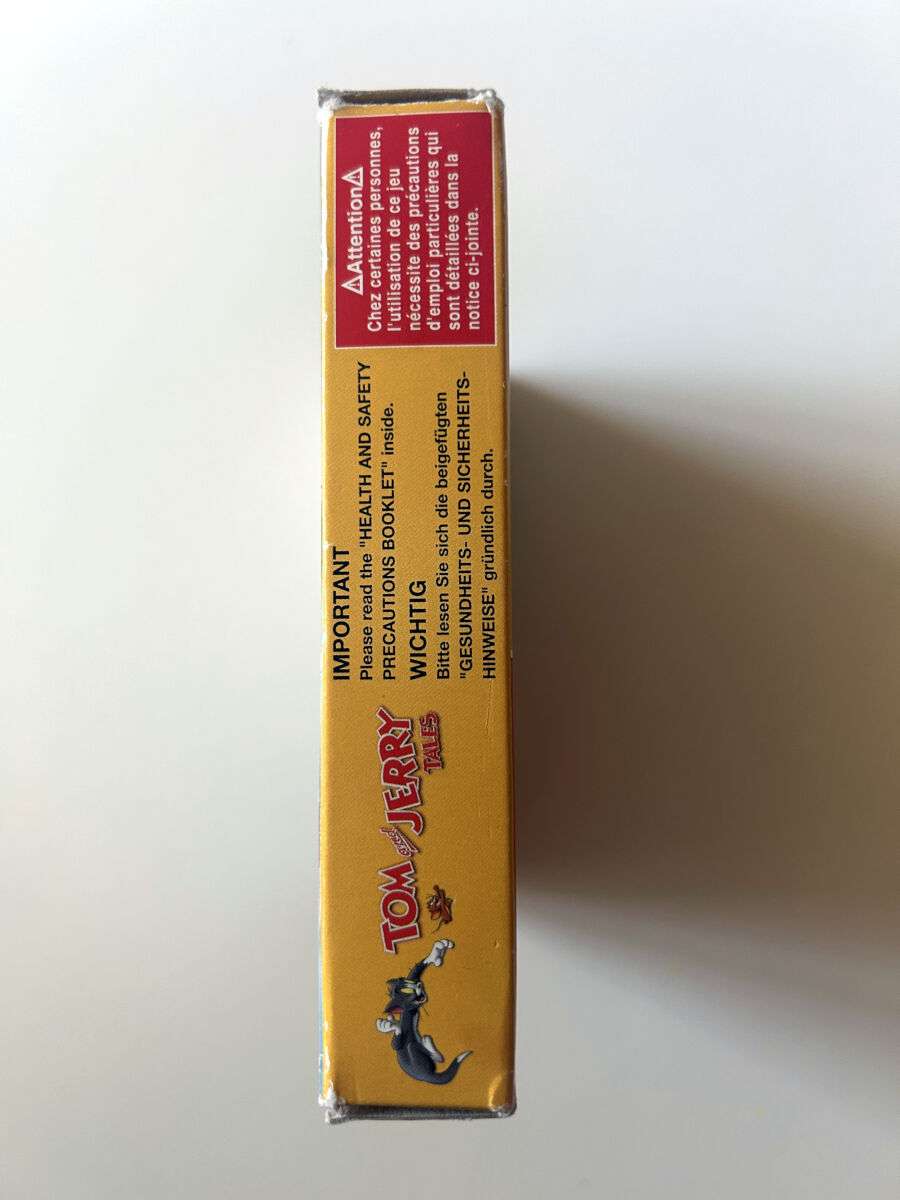 TOM and JERRY
TALES
IMPORTANT
Please read the "HEALTH AND SAFETY
PRECAUTIONS BOOKLET" inside.
WICHTIG
Bitte lesen Sie sich die beigefügten
"GESUNDHEITS- UND SICHERHEITS-
HINWEISE" gründlich durch.
⚠Attention⚠
Chez certaines personnes,
l'utilisation de ce jeu
nécessite des précautions
d'emploi particulières qui
sont détaillées dans la
notice ci-jointe.